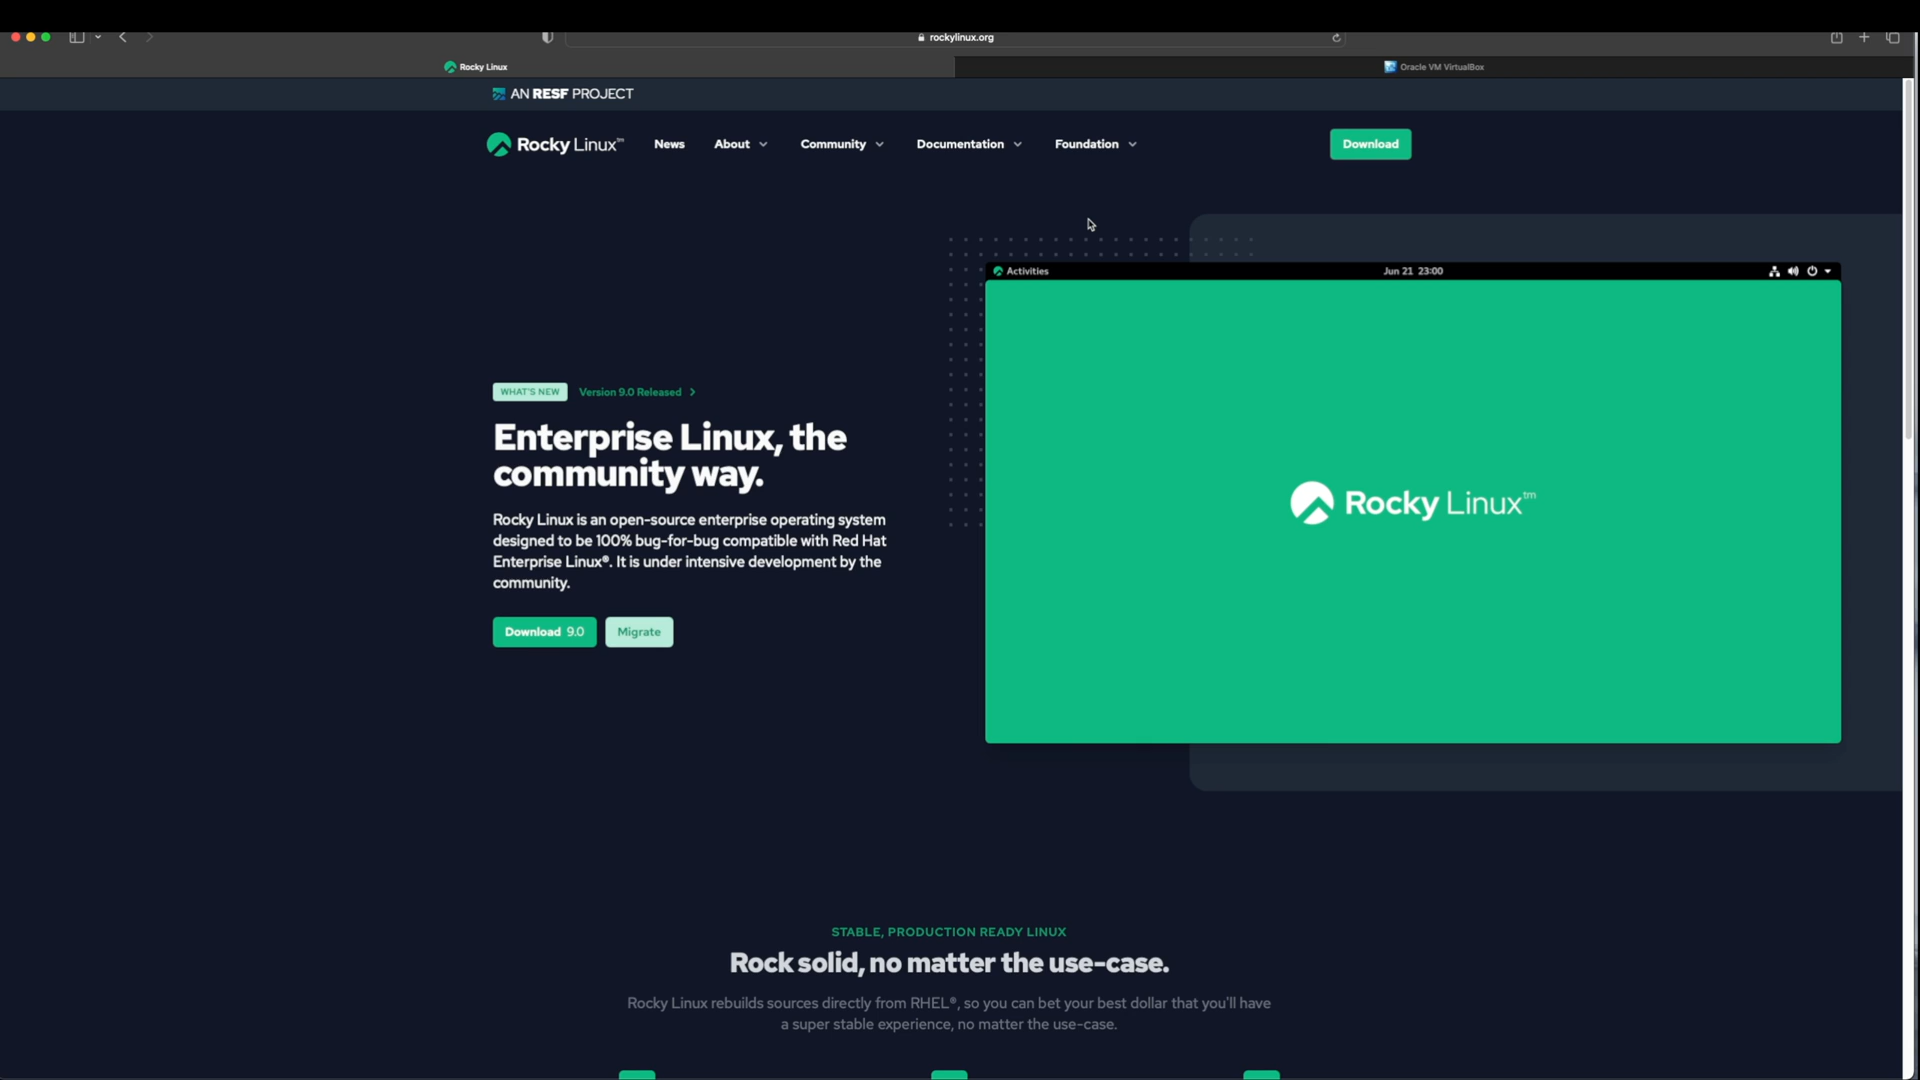 rockylinux.org
Rocky Linux
Oracle VM VirtualBox
AN RESF PROJECT
Rocky Linux™ News About Community Documentation Foundation Download
Activities Jun 21 23:00
Rocky Linux™
WHAT'S NEW Version 9.0 Released
Enterprise Linux, the
community way.
Rocky Linux is an open-source enterprise operating system
designed to be 100% bug-for-bug compatible with Red Hat
Enterprise Linux®. It is under intensive development by the
community.
Download 9.0 Migrate
STABLE, PRODUCTION READY LINUX
Rock solid, no matter the use-case.
Rocky Linux rebuilds sources directly from RHEL®, so you can bet your best dollar that you'll have
a super stable experience, no matter the use-case.